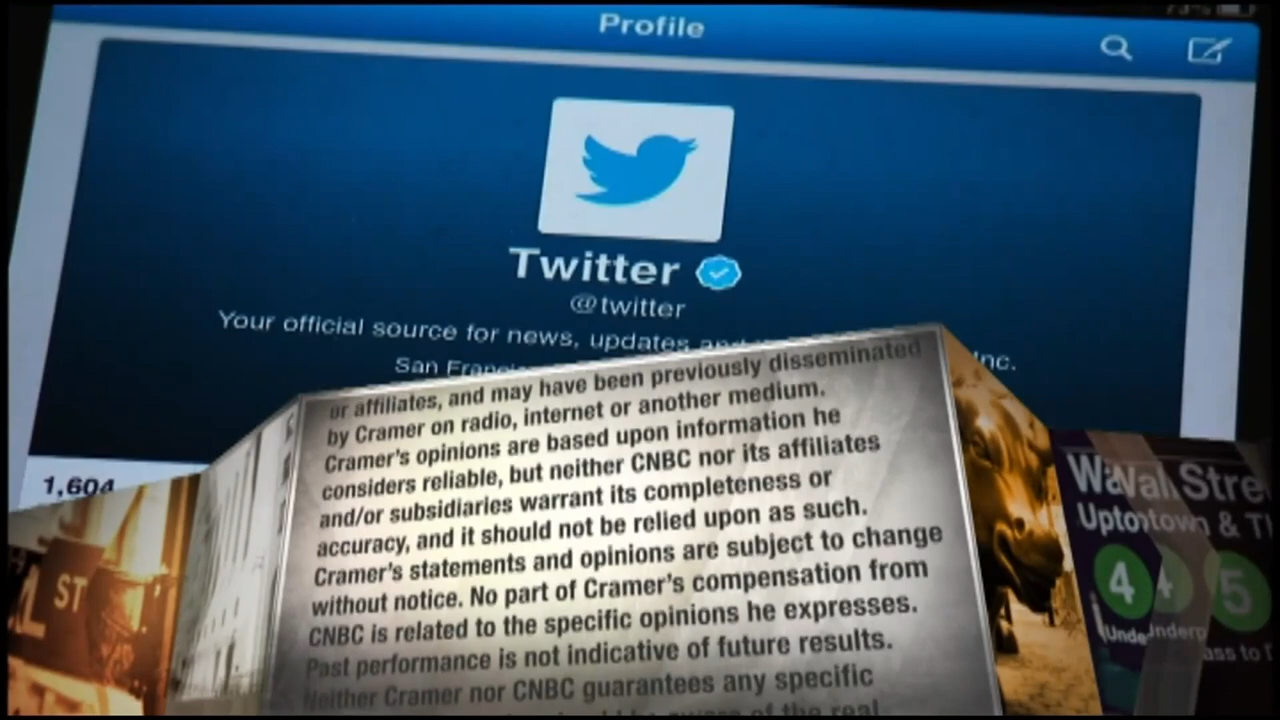 Profile
Twitter
@twitter
Your official source for news, updates and
San Inc.
1,604
or affiliates, and may have been previously disseminated
by Cramer on radio, internet or another medium.
Cramer's opinions are based upon information he
considers reliable, but neither CNBC nor its affiliates
and/or subsidiaries warrant its completeness or
accuracy, and it should not be relied upon as such.
Cramer's statements and opinions are subject to change
without notice. No part of Cramer's compensation from
CNBC is related to the specific opinions he expresses.
Past performance is not indicative of future results.
Neither Cramer nor CNBC guarantees any specific
aware of the real
ST
Wall Stre
Uptown &
4 4 5